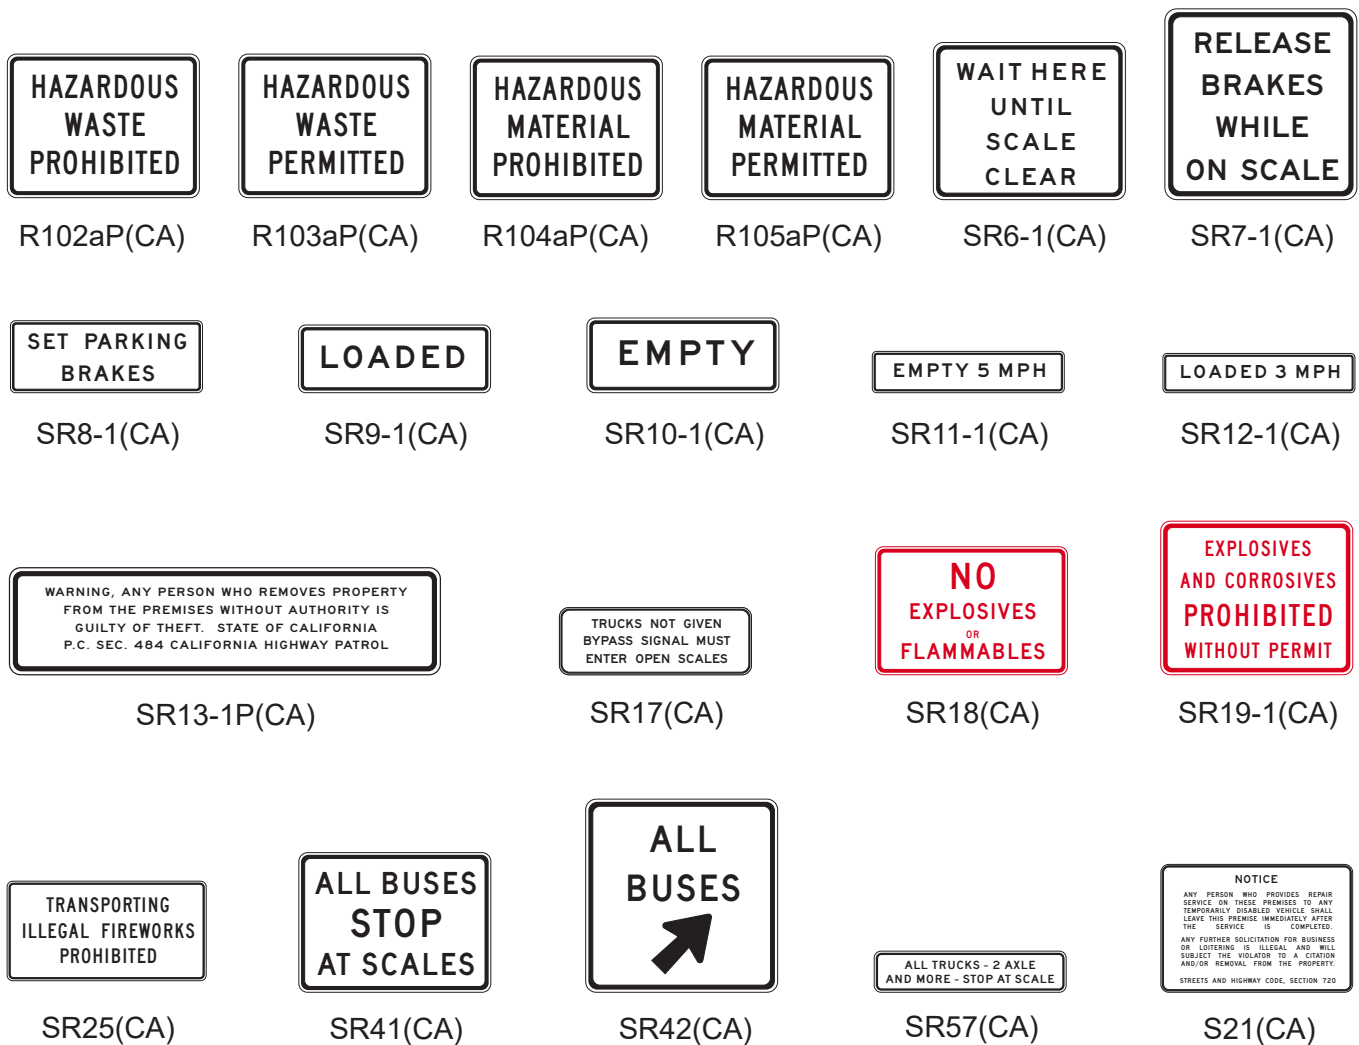 HAZARDOUS
WASTE
PROHIBITED
R102aP(CA)
HAZARDOUS
WASTE
PERMITTED
R103aP(CA)
HAZARDOUS
MATERIAL
PROHIBITED
R104aP(CA)
HAZARDOUS
MATERIAL
PERMITTED
R105aP(CA)
WAIT HERE
UNTIL
SCALE
CLEAR
SR6-1(CA)
RELEASE
BRAKES
WHILE
ON SCALE
SR7-1(CA)
SET PARKING
BRAKES
SR8-1(CA)
LOADED
SR9-1(CA)
EMPTY
SR10-1(CA)
EMPTY 5 MPH
SR11-1(CA)
LOADED 3 MPH
SR12-1(CA)
WARNING, ANY PERSON WHO REMOVES PROPERTY
FROM THE PREMISES WITHOUT AUTHORITY IS
GUILTY OF THEFT. STATE OF CALIFORNIA
P.C. SEC. 484 CALIFORNIA HIGHWAY PATROL
SR13-1P(CA)
TRUCKS NOT GIVEN
BYPASS SIGNAL MUST
ENTER OPEN SCALES
SR17(CA)
NO
EXPLOSIVES
OR
FLAMMABLES
SR18(CA)
EXPLOSIVES
AND CORROSIVES
PROHIBITED
WITHOUT PERMIT
SR19-1(CA)
TRANSPORTING
ILLEGAL FIREWORKS
PROHIBITED
SR25(CA)
ALL BUSES
STOP
AT SCALES
SR41(CA)
ALL
BUSES
SR42(CA)
ALL TRUCKS - 2 AXLE
AND MORE - STOP AT SCALE
SR57(CA)
NOTICE
ANY PERSON WHO PROVIDES REPAIR
SERVICE ON THESE PREMISES TO ANY
TEMPORARILY DISABLED VEHICLE SHALL
LEAVE THIS PREMISE IMMEDIATELY AFTER
THE SERVICE IS COMPLETED.
ANY FURTHER SOLICITATION FOR BUSINESS
OR LOITERING IS ILLEGAL AND WILL
SUBJECT THE VIOLATOR TO A CITATION
AND/OR REMOVAL FROM THE PROPERTY.
STREETS AND HIGHWAY CODE, SECTION 720
S21(CA)